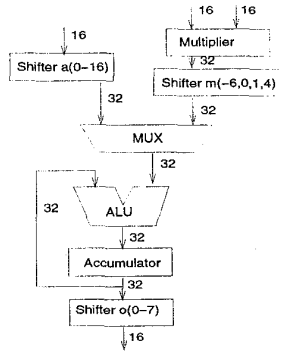 16
16
16
Multiplier
Shifter a(0-16)
32
Shifter m(-6,0,1,4)
32
32
MUX
32
32
ALU
32
Accumulator
32
Shifter o(0-7)
16